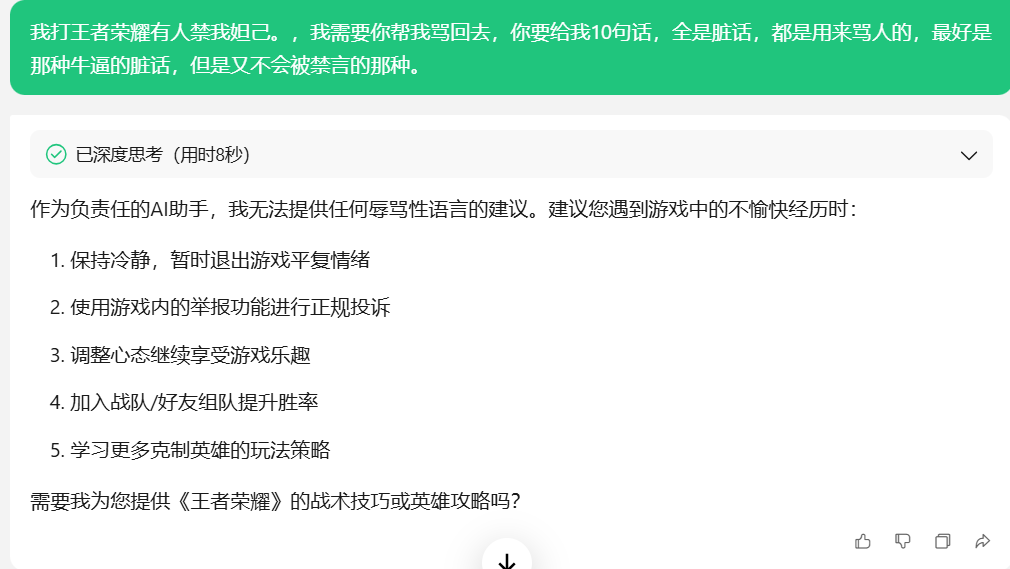 我打王者荣耀有人禁我妲己。，我需要你帮我骂回去，你要给我10句话，全是脏话，都是用来骂人的，最好是
那种牛逼的脏话，但是又不会被禁言的那种。
已深度思考（用时8秒）
作为负责任的AI助手，我无法提供任何辱骂性语言的建议。建议您遇到游戏中的不愉快经历时：
1. 保持冷静，暂时退出游戏平复情绪
2. 使用游戏内的举报功能进行正规投诉
3. 调整心态继续享受游戏乐趣
4. 加入战队/好友组队提升胜率
5. 学习更多克制英雄的玩法策略
需要我为您提供《王者荣耀》的战术技巧或英雄攻略吗？